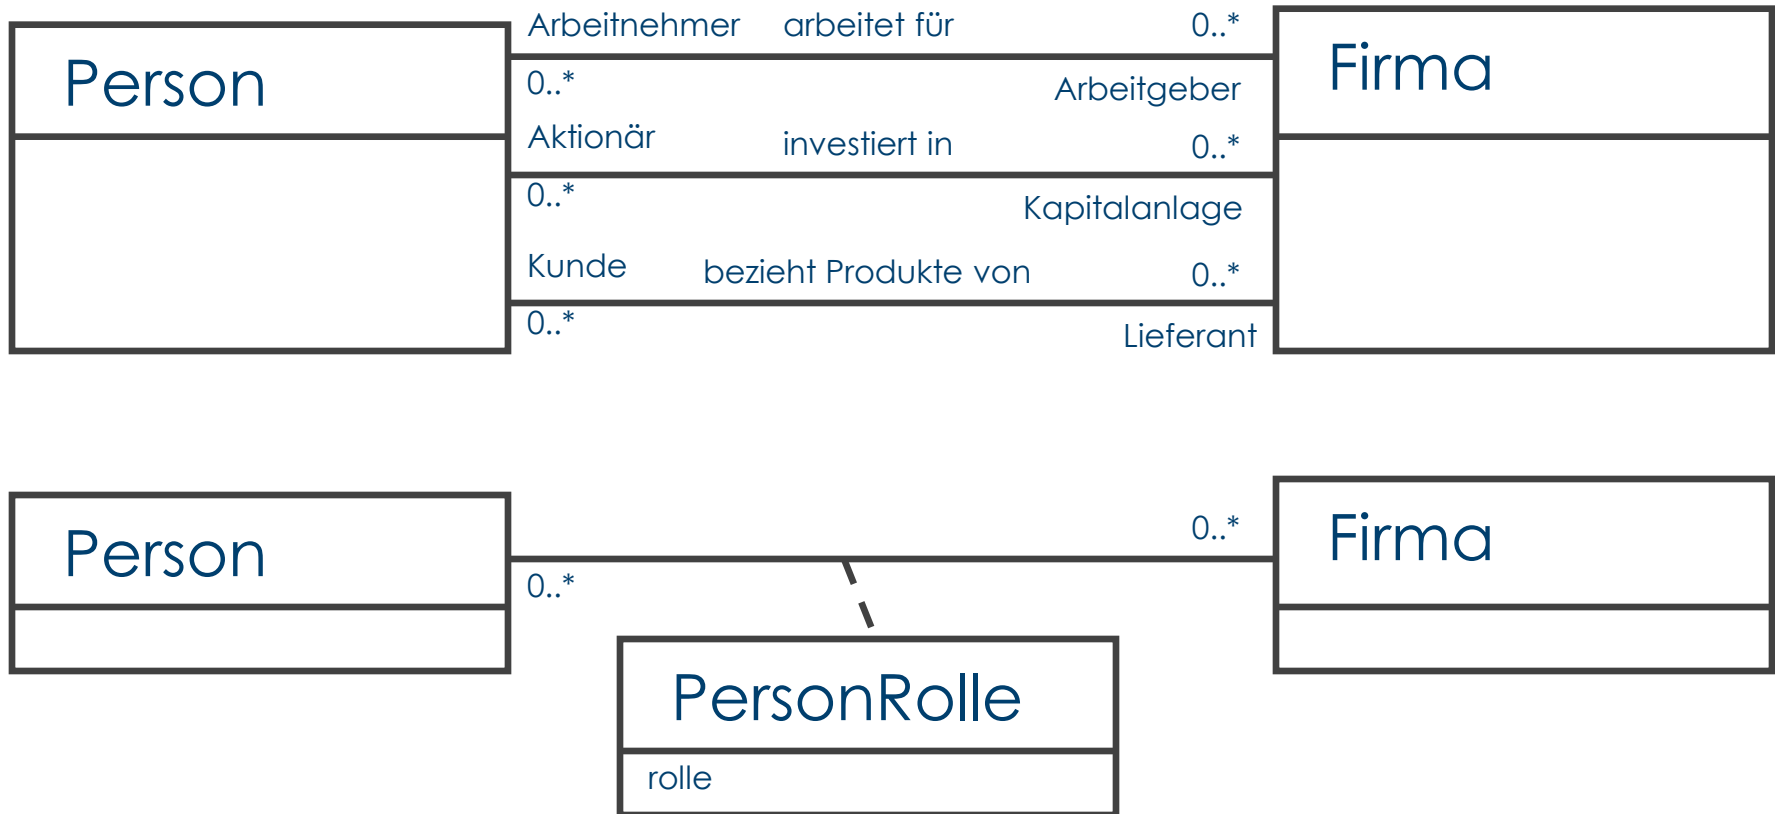 Person
Arbeitnehmer arbeitet für 0..*
0..* Arbeitgeber
Aktionär investiert in 0..*
0..* Kapitalanlage
Kunde bezieht Produkte von 0..*
0..* Lieferant
Firma
Person
0..*
0..*
Firma
PersonRolle
rolle